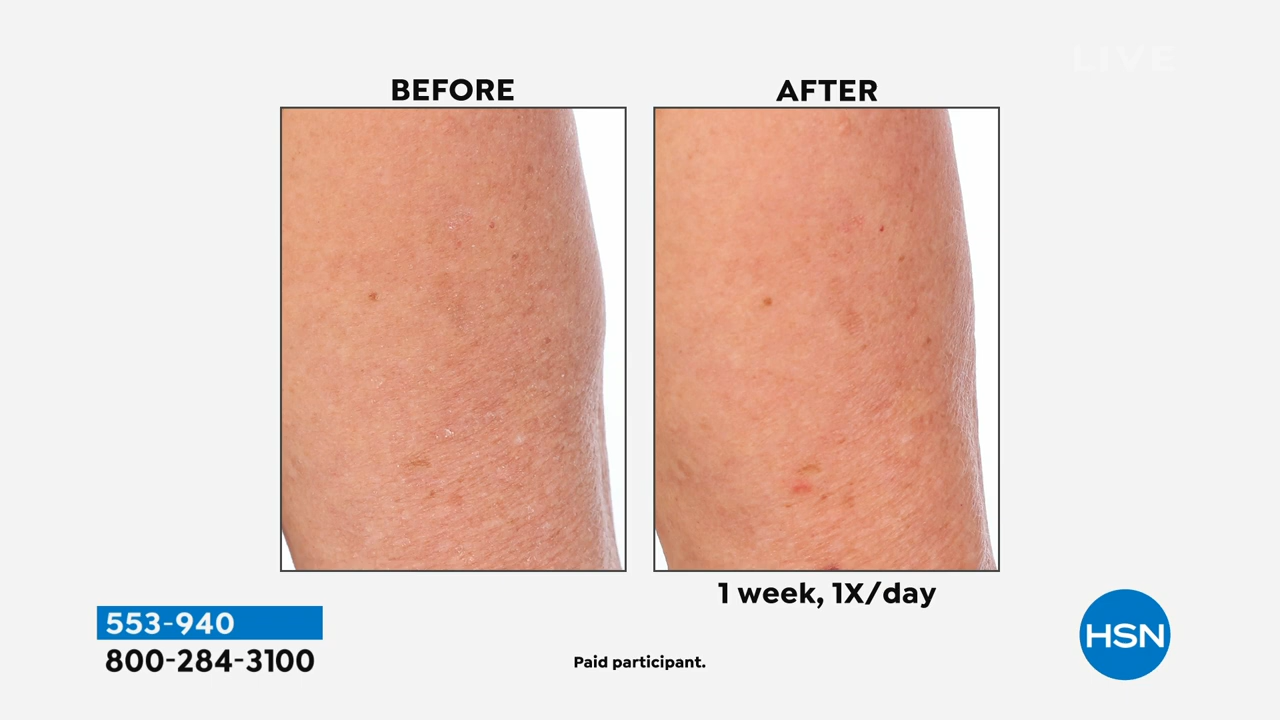 LIVE
BEFORE
AFTER
1 week, 1X/day
553-940
800-284-3100
Paid participant.
HSN